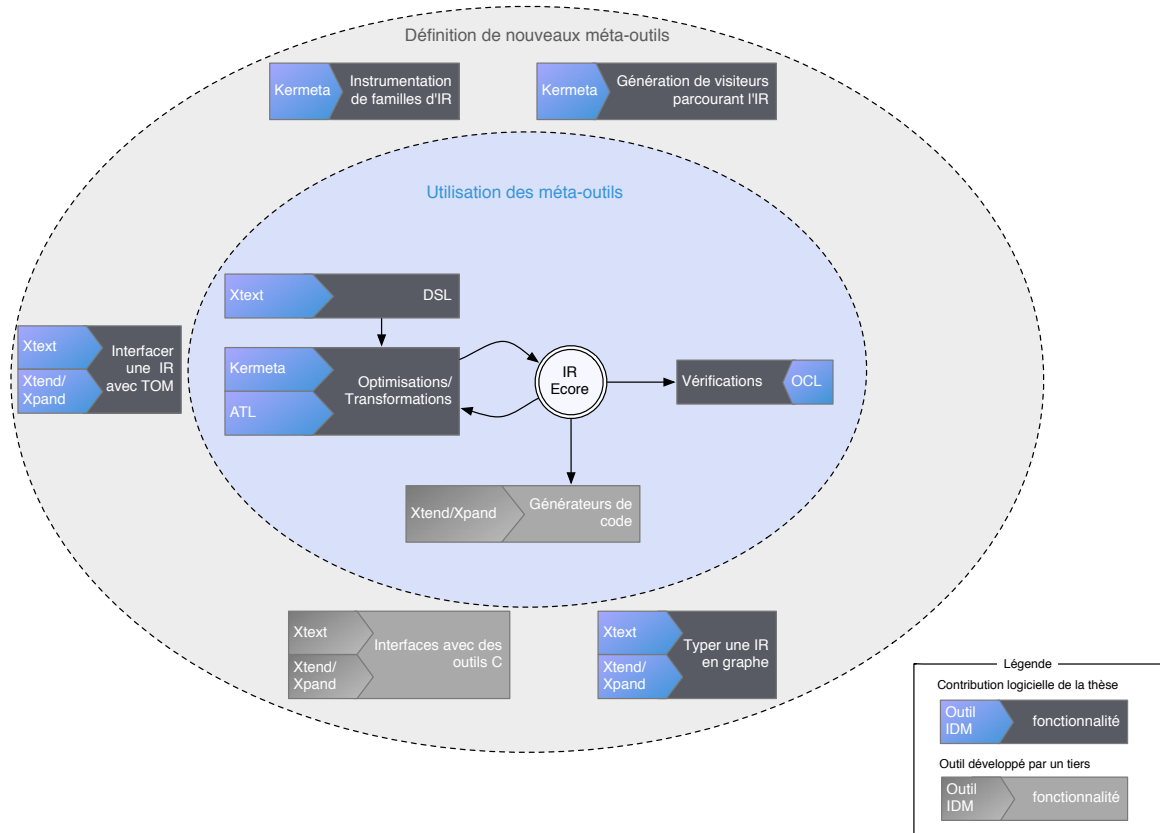 Définition de nouveaux méta-outils
Kermeta
Instrumentation
de familles d'IR
Kermeta
Génération de visiteurs
parcourant l'IR
Utilisation des méta-outils
Xtext
DSL
Xtext
Xtend/
Xpand
Interfacer
une IR
avec TOM
Kermeta
ATL
Optimisations/
Transformations
IR
Ecore
Vérifications
OCL
Xtend/Xpand
Générateurs de
code
Xtext
Xtend/
Xpand
Interfaces avec des
outils C
Xtext
Xtend/
Xpand
Typer une IR
en graphe
Légende
Contribution logicielle de la thèse
Outil
IDM
fonctionnalité
Outil développé par un tiers
Outil
IDM
fonctionnalité